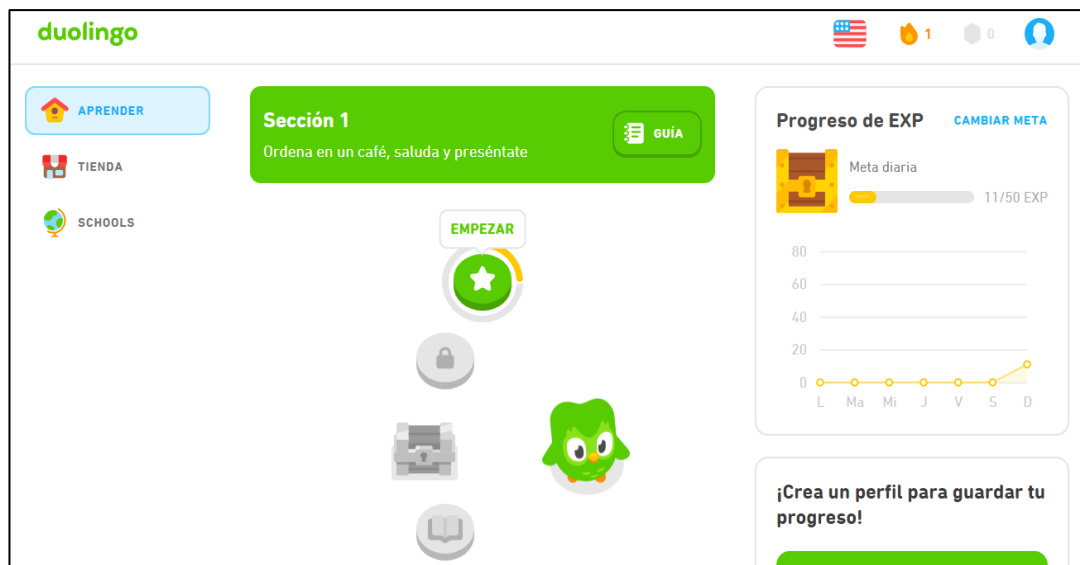 duolingo
1
0
APRENDER
TIENDA
SCHOOLS
Sección 1
Ordena en un café, saluda y preséntate
GUÍA
EMPEZAR
Progreso de EXP
CAMBIAR META
Meta diaria
11/50 EXP
80
60
40
20
0
L Ma Mi J V S D
¡Crea un perfil para guardar tu
progreso!